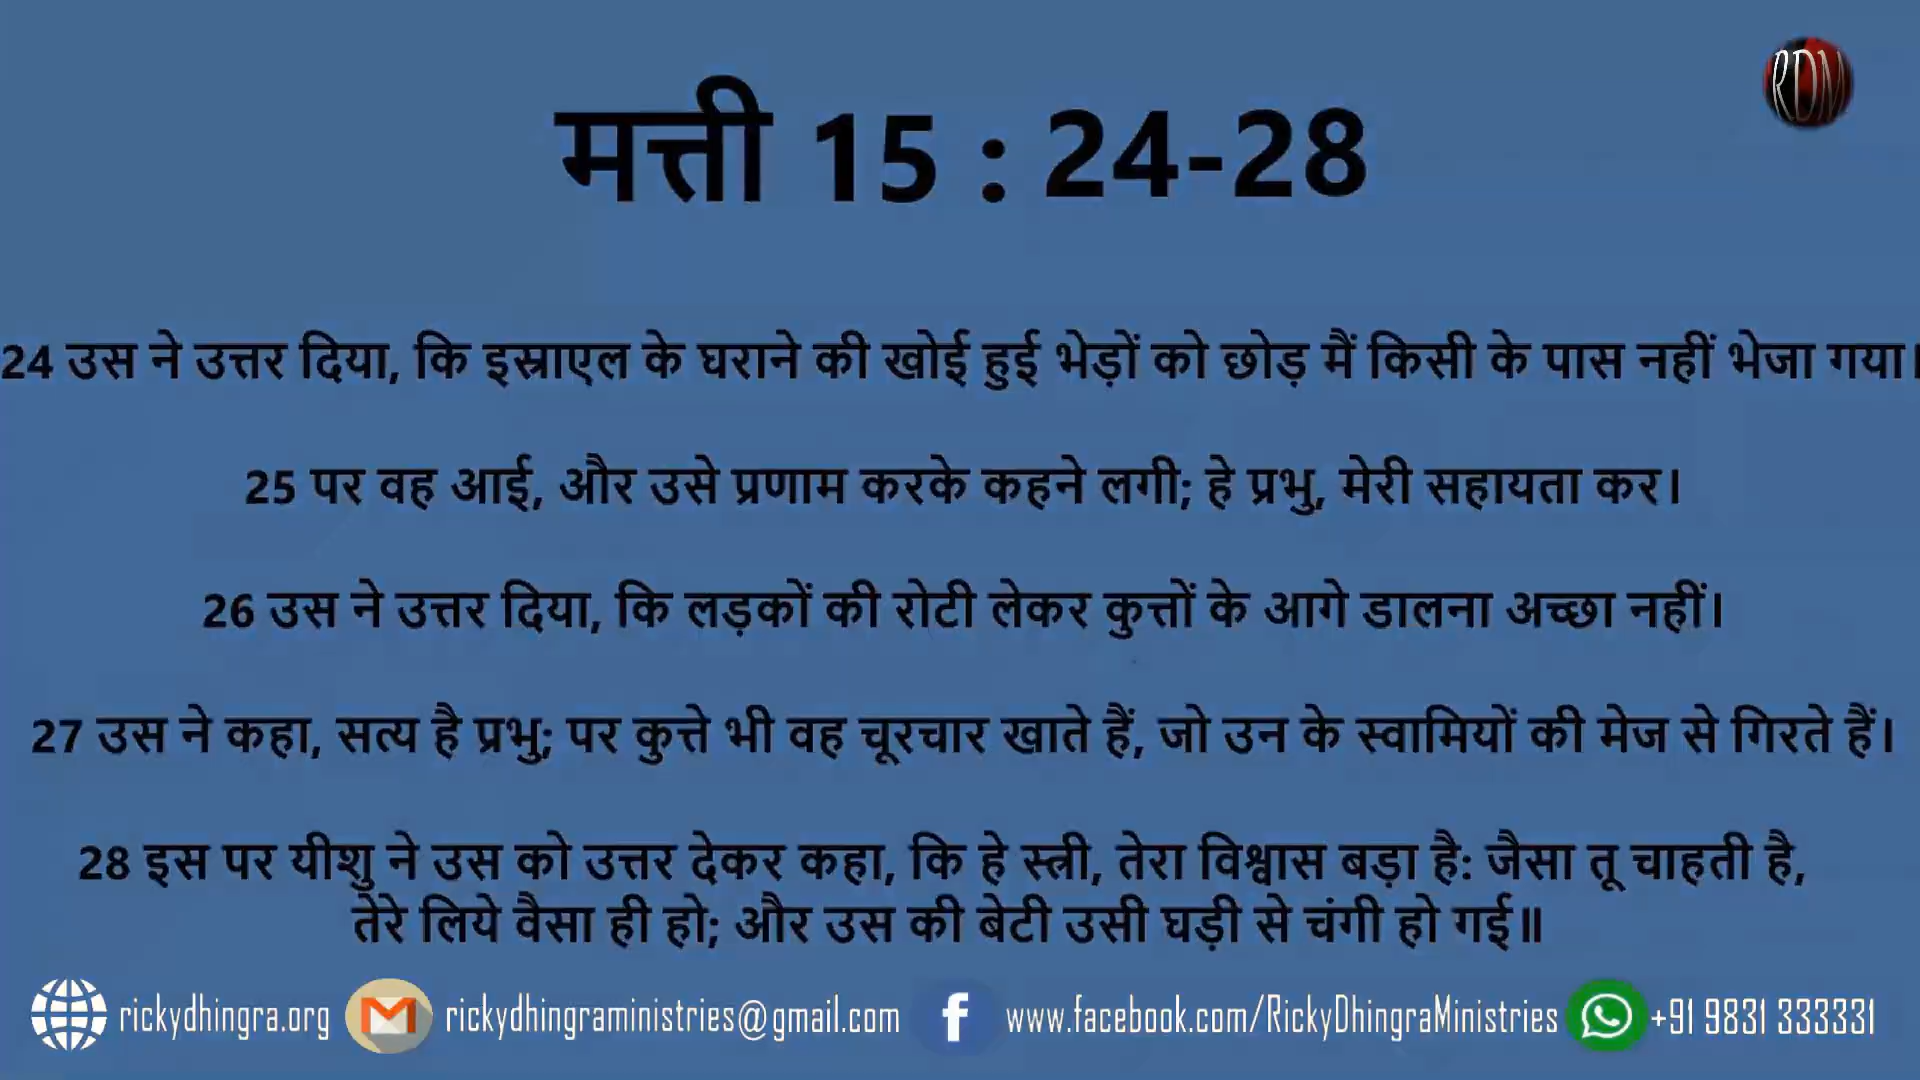 RDM
मत्ती 15 : 24-28
24 उस ने उत्तर दिया, कि इस्राएल के घराने की खोई हुई भेड़ों को छोड़ मैं किसी के पास नहीं भेजा गया।
25 पर वह आई, और उसे प्रणाम करके कहने लगी; हे प्रभु, मेरी सहायता कर।
26 उस ने उत्तर दिया, कि लड़कों की रोटी लेकर कुत्तों के आगे डालना अच्छा नहीं।
27 उस ने कहा, सत्य है प्रभु; पर कुत्ते भी वह चूरचार खाते हैं, जो उन के स्वामियों की मेज से गिरते हैं।
28 इस पर यीशु ने उस को उत्तर देकर कहा, कि हे स्त्री, तेरा विश्वास बड़ा है: जैसा तू चाहती है,
तेरे लिये वैसा ही हो; और उस की बेटी उसी घड़ी से चंगी हो गई॥
rickydhingra.org rickydhingraministries@gmail.com www.facebook.com/RickyDhingraMinistries +91 9831 333331